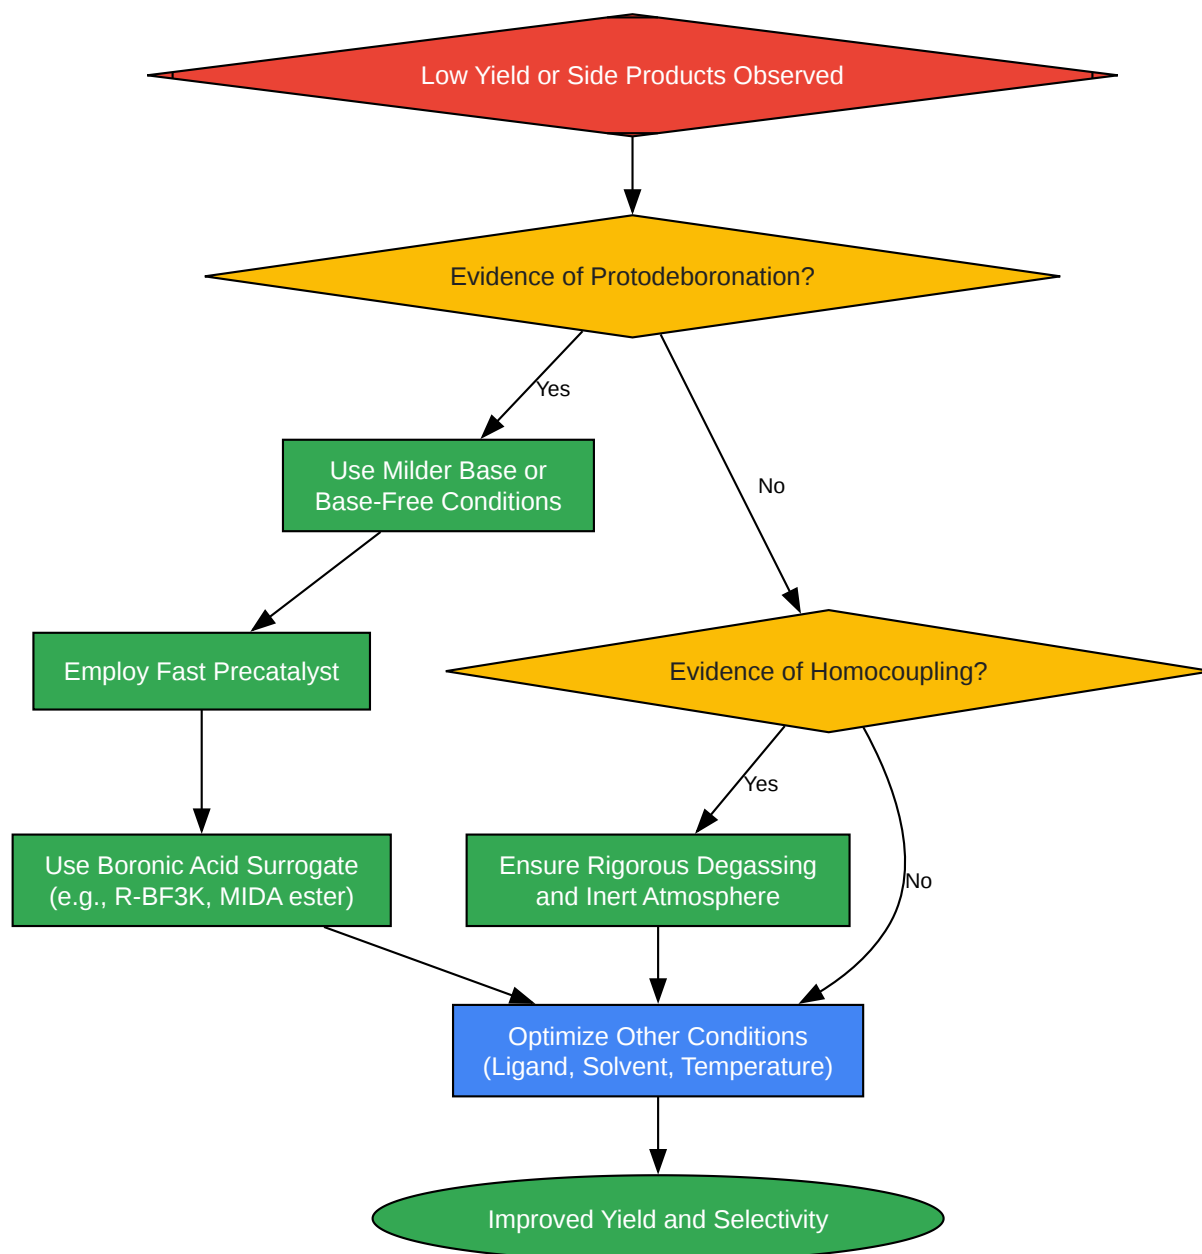 Low Yield or Side Products Observed
Evidence of Protodeboronation?
Yes
Use Milder Base or
Base-Free Conditions
No
Employ Fast Precatalyst
Evidence of Homocoupling?
Yes
Use Boronic Acid Surrogate
(e.g., R-BF3K, MIDA ester)
Ensure Rigorous Degassing
and Inert Atmosphere
No
Optimize Other Conditions
(Ligand, Solvent, Temperature)
Improved Yield and Selectivity